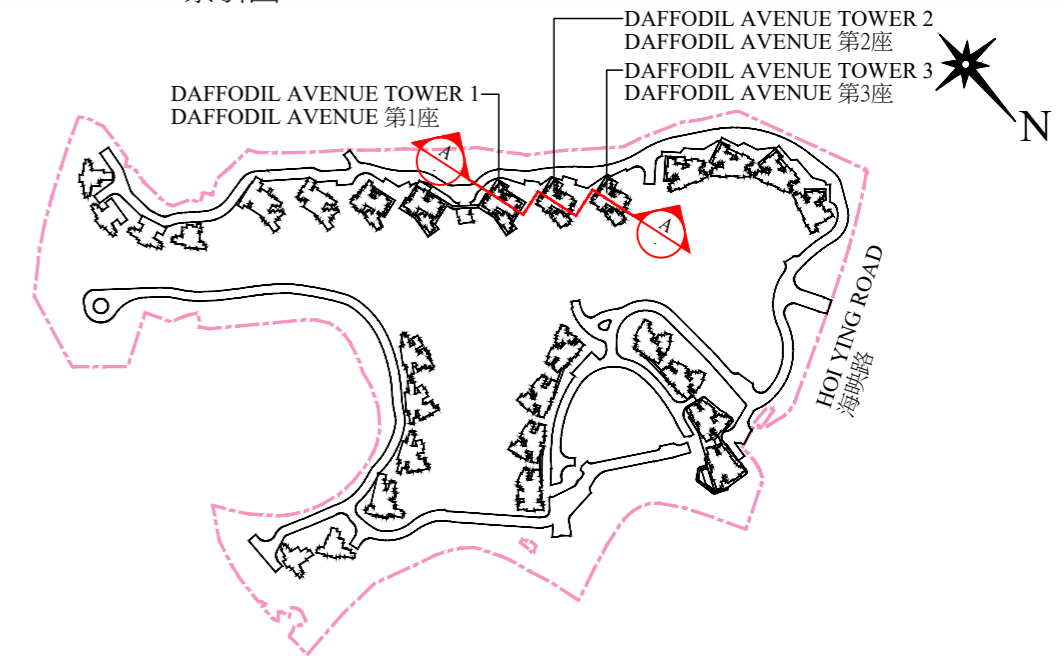 DAFFODIL AVENUE TOWER 2
DAFFODIL AVENUE 第2座
DAFFODIL AVENUE TOWER 3
DAFFODIL AVENUE 第3座
DAFFODIL AVENUE TOWER 1
DAFFODIL AVENUE 第1座
N
A
A
HOI YING ROAD
海映路